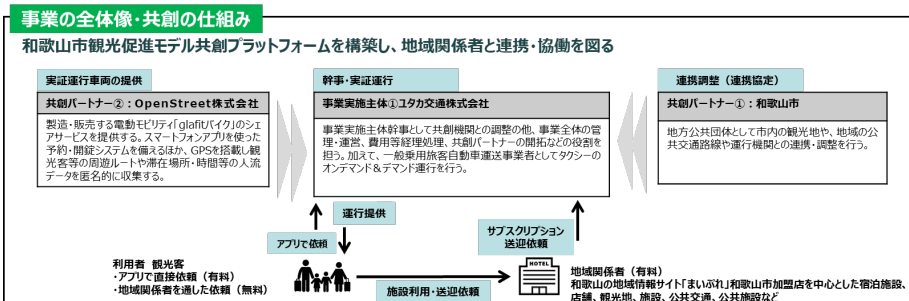 事業の全体像・共創の仕組み
和歌山市観光促進モデル共創プラットフォームを構築し、地域関係者と連携・協働を図る
実証運行車両の提供
共創パートナー②：OpenStreet株式会社
製造・販売する電動モビリティ「glafitバイク」のシェ
アサービスを提供する。スマートフォンアプリを使った
予約・開錠システムを備えるほか、GPSを搭載し観
光客等の周遊ルートや滞在場所・時間等の人流
データを匿名的に収集する。
幹事・実証運行
事業実施主体①ユタカ交通株式会社
事業実施主体幹事として共創機関との調整の他、事業全体の管
理・運営、費用等経理処理、共創パートナーの開拓などの役割を
担う。加えて、一般乗用旅客自動車運送事業者としてタクシーの
オンデマンド＆デマンド運行を行う。
連携調整（連携協定）
共創パートナー①：和歌山市
地方公共団体として市内の観光地や、地域の公
共交通路線や運行機関との連携・調整を行う。
アプリで依頼
運行提供
サブスクリプション
送迎依頼
利用者 観光客
・アプリで直接依頼（有料）
・地域関係者を通した依頼（無料）
施設利用・送迎依頼
HOTEL
地域関係者（有料）
和歌山の地域情報サイト「まいぷれ」和歌山市加盟店を中心とした宿泊施設、
店舗、観光地、施設、公共交通、公共施設など